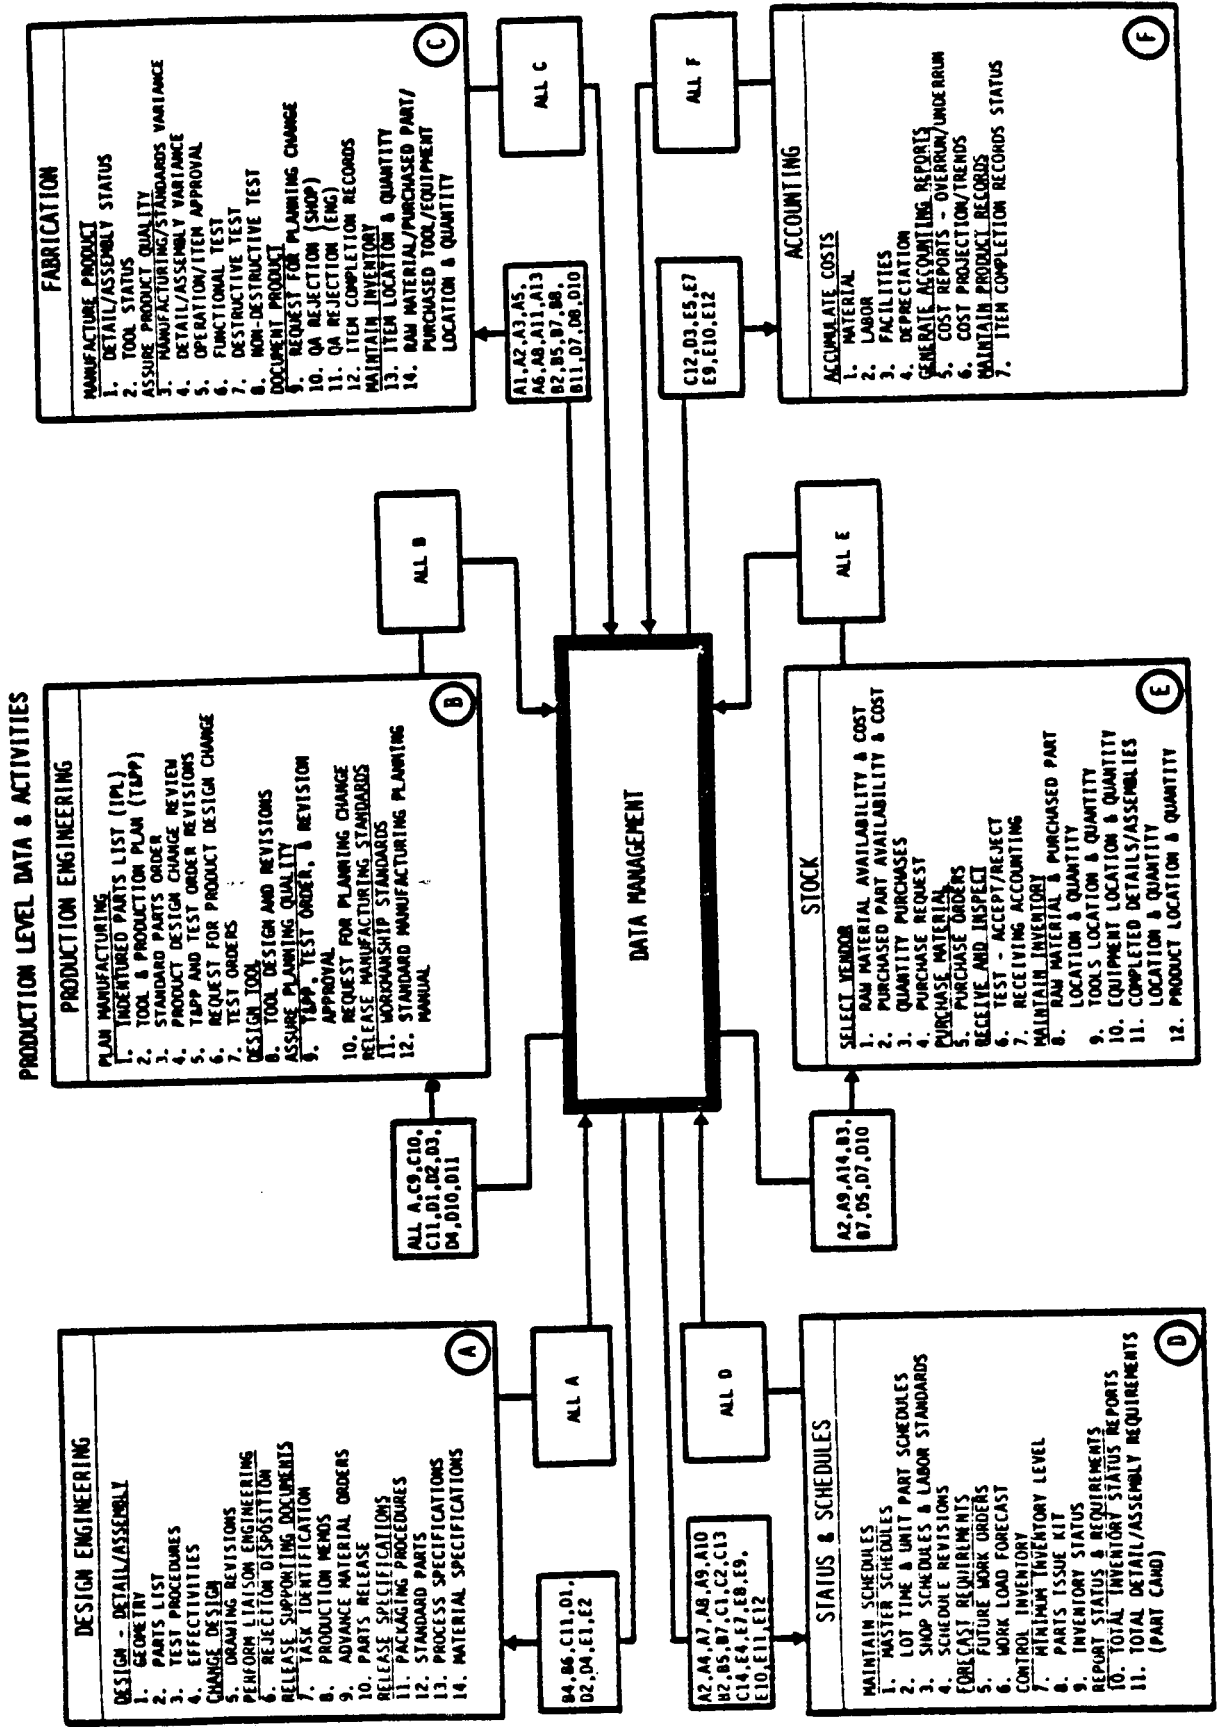 PRODUCTION LEVEL DATA & ACTIVITIES
DESIGN ENGINEERING
DESIGN - DETAIL/ASSEMBLY
1. GEOMETRY
2. PARTS LIST
3. TEST PROCEDURES
4. EFFECTIVITIES
CHANGE DESIGN
5. DRAWING REVISIONS
PERFORM LIAISON ENGINEERING
6. REJECTION DISPOSITION
RELEASE SUPPORTING DOCUMENTS
7. TASK IDENTIFICATION
8. PRODUCTION MEMOS
9. ADVANCE MATERIAL ORDERS
10. PARTS RELEASE
RELEASE SPECIFICATIONS
11. PACKAGING PROCEDURES
12. STANDARD PARTS
13. PROCESS SPECIFICATIONS
14. MATERIAL SPECIFICATIONS
A
PRODUCTION ENGINEERING
PLAN MANUFACTURING
1. INDENTURED PARTS LIST (IPL)
2. TOOL & PRODUCTION PLAN (T&PP)
3. STANDARD PARTS ORDER
4. PRODUCT DESIGN CHANGE REVIEW
5. T&PP AND TEST ORDER REVISIONS
6. REQUEST FOR PRODUCT DESIGN CHANGE
7. TEST ORDERS
DESIGN TOOL
8. TOOL DESIGN AND REVISIONS
ASSURE PLANNING QUALITY
9. T&PP, TEST ORDER, & REVISION
APPROVAL
10. REQUEST FOR PLANNING CHANGE
RELEASE MANUFACTURING STANDARDS
11. WORKMANSHIP STANDARDS
12. STANDARD MANUFACTURING PLANNING
MANUAL
B
FABRICATION
MANUFACTURE PRODUCT
1. DETAIL/ASSEMBLY STATUS
2. TOOL STATUS
ASSURE PRODUCT QUALITY
3. MANUFACTURING/STANDARDS VARIANCE
4. DETAIL/ASSEMBLY VARIANCE
5. OPERATION/ITEM APPROVAL
6. FUNCTIONAL TEST
7. DESTRUCTIVE TEST
8. NON-DESTRUCTIVE TEST
DOCUMENT PRODUCT
9. REQUEST FOR PLANNING CHANGE
10. QA REJECTION (SHOP)
11. QA REJECTION (ENG)
12. ITEM COMPLETION RECORDS
MAINTAIN INVENTORY
13. ITEM LOCATION & QUANTITY
14. RAW MATERIAL/PURCHASED PART/
PURCHASED TOOL/EQUIPMENT
LOCATION & QUANTITY
C
B4,B6,C11,D1,
D2,D4,E1,E2
ALL A
ALL A,C9,C10,
C11,D1,D2,D3,
D4,D10,D11
ALL B
A1,A2,A3,A5,
A6,A8,A11,A13
B2,B5,B7,B8,
B11,D7,D8,D10
ALL C
DATA MANAGEMENT
A2,A4,A7,A8,A9,A10
B2,B5,B7,C1,C2,C13
C14,E4,E7,E8,E9,
E10,E11,E12
ALL D
A2,A9,A14,B3,
B7,D5,D7,D10
ALL E
C12,D3,E5,E7
E9,E10,E12
ALL F
STATUS & SCHEDULES
MAINTAIN SCHEDULES
1. MASTER SCHEDULES
2. LOT TIME & UNIT PART SCHEDULES
3. SHOP SCHEDULES & LABOR STANDARDS
4. SCHEDULE REVISIONS
FORECAST REQUIREMENTS
5. FUTURE WORK ORDERS
6. WORK LOAD FORECAST
CONTROL INVENTORY
7. MINIMUM INVENTORY LEVEL
8. PARTS ISSUE KIT
9. INVENTORY STATUS
REPORT STATUS & REQUIREMENTS
10. TOTAL INVENTORY STATUS REPORTS
11. TOTAL DETAIL/ASSEMBLY REQUIREMENTS
(PART CARD)
D
STOCK
SELECT VENDOR
1. RAW MATERIAL AVAILABILITY & COST
2. PURCHASED PART AVAILABILITY & COST
3. QUANTITY PURCHASES
4. PURCHASE REQUEST
PURCHASE MATERIAL
5. PURCHASE ORDERS
RECEIVE AND INSPECT
6. TEST - ACCEPT/REJECT
7. RECEIVING ACCOUNTING
MAINTAIN INVENTORY
8. RAW MATERIAL & PURCHASED PART
LOCATION & QUANTITY
9. TOOLS LOCATION & QUANTITY
10. EQUIPMENT LOCATION & QUANTITY
11. COMPLETED DETAILS/ASSEMBLIES
LOCATION & QUANTITY
12. PRODUCT LOCATION & QUANTITY
E
ACCOUNTING
ACCUMULATE COSTS
1. MATERIAL
2. LABOR
3. FACILITIES
4. DEPRECIATION
GENERATE ACCOUNTING REPORTS
5. COST REPORTS - OVERRUN/UNDERRUN
6. COST PROJECTION/TRENDS
MAINTAIN PRODUCT RECORDS
7. ITEM COMPLETION RECORDS STATUS
F